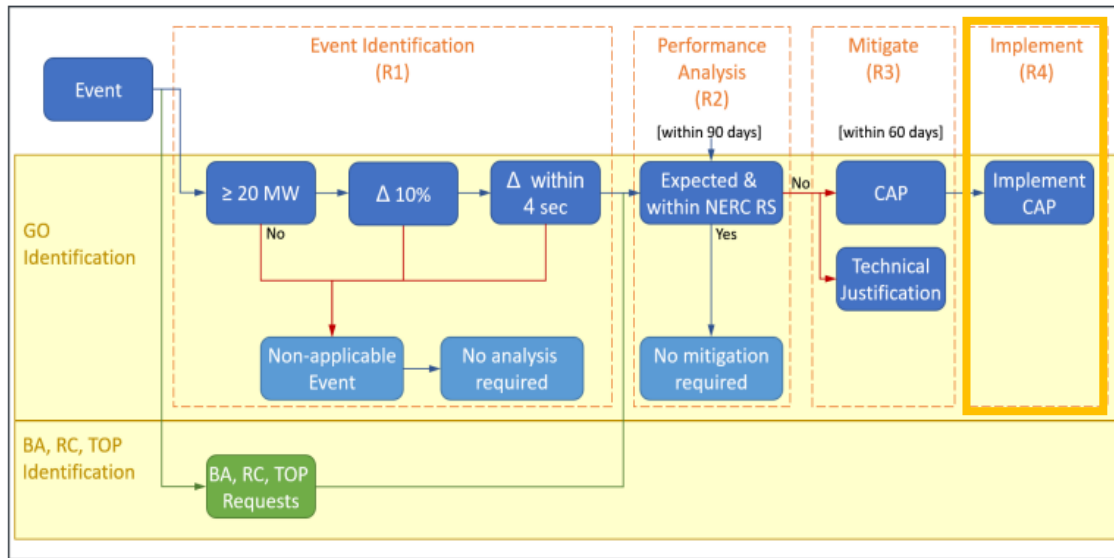 Event Identification
(R1)
Performance
Analysis
(R2)
Mitigate
(R3)
Implement
(R4)
Event
[within 90 days]
[within 60 days]
≥ 20 MW
Δ 10%
Δ within
4 sec
Expected &
within NERC RS
No
CAP
Implement
CAP
No
Yes
GO
Identification
Technical
Justification
Non-applicable
Event
No analysis
required
No mitigation
required
BA, RC, TOP
Identification
BA, RC, TOP
Requests